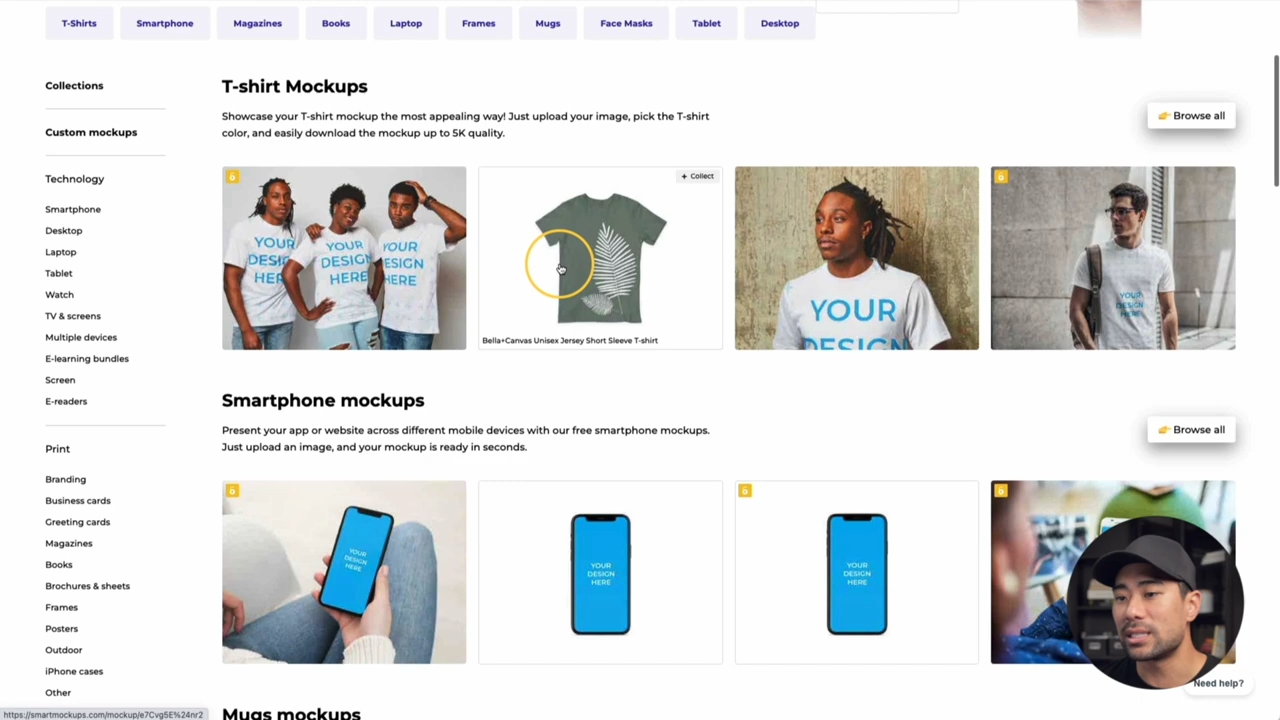 T-Shirts
Smartphone
Magazines
Books
Laptop
Frames
Mugs
Face Masks
Tablet
Desktop
Collections
Custom mockups
Technology
Smartphone
Desktop
Laptop
Tablet
Watch
TV & screens
Multiple devices
E-learning bundles
Screen
E-readers
Print
Branding
Business cards
Greeting cards
Magazines
Books
Brochures & sheets
Frames
Posters
Outdoor
iPhone cases
Other
T-shirt Mockups
Showcase your T-shirt mockup the most appealing way! Just upload your image, pick the T-shirt
color, and easily download the mockup up to 5K quality.
Browse all
YOUR
DESIGN
HERE
YOUR
DESIGN
HERE
YOUR
DESIGN
HERE
+ Collect
Bella+Canvas Unisex Jersey Short Sleeve T-shirt
YOUR
DESIGN
YOUR
DESIGN
HERE
Smartphone mockups
Present your app or website across different mobile devices with our free smartphone mockups.
Just upload an image, and your mockup is ready in seconds.
Browse all
YOUR
DESIGN
HERE
YOUR
DESIGN
HERE
YOUR
DESIGN
HERE
Need help?
Mugs mockups
https://smartmockups.com/mockup/e7Cvg5E%24nr2